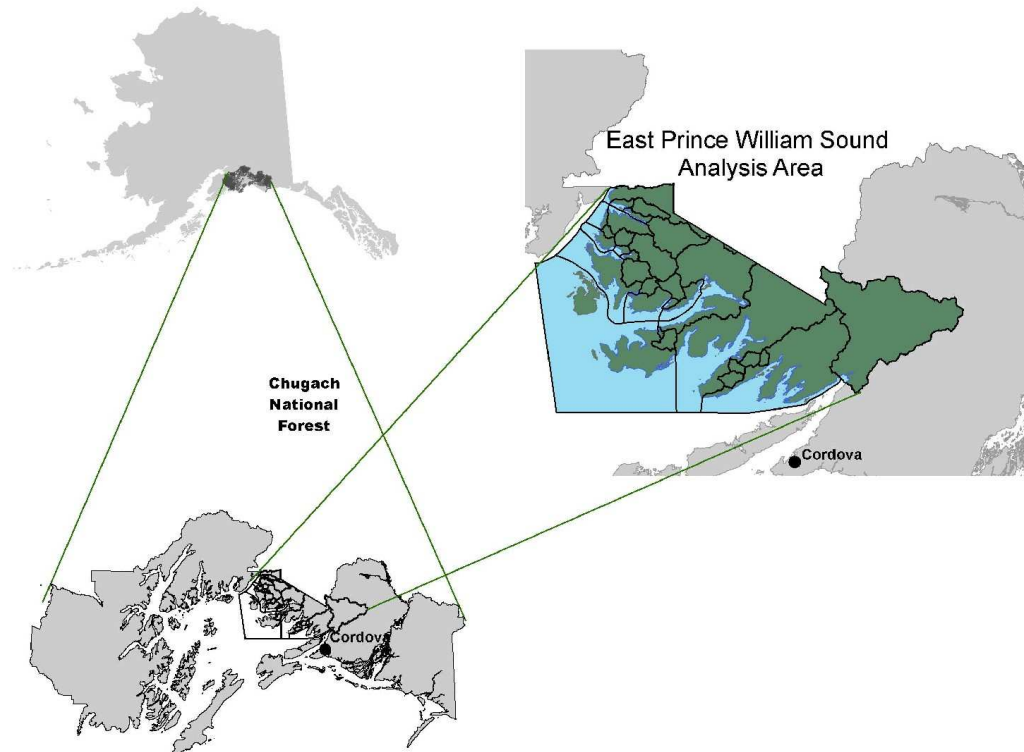 East Prince William Sound
Analysis Area
Chugach
National
Forest
Cordova
Cordova